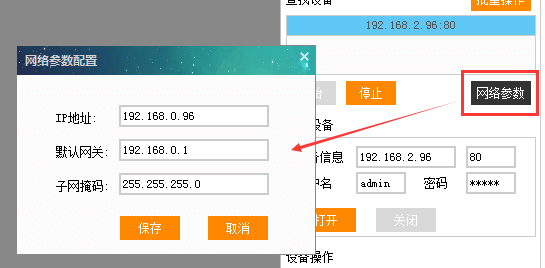 查找设备
批量操作
192.168.2.96:80
停止
网络参数
设备
信息
192.168.2.96
80
户名
admin
密码
*****
打开
关闭
设备操作
网络参数配置
IP地址:
192.168.0.96
默认网关:
192.168.0.1
子网掩码:
255.255.255.0
保存
取消